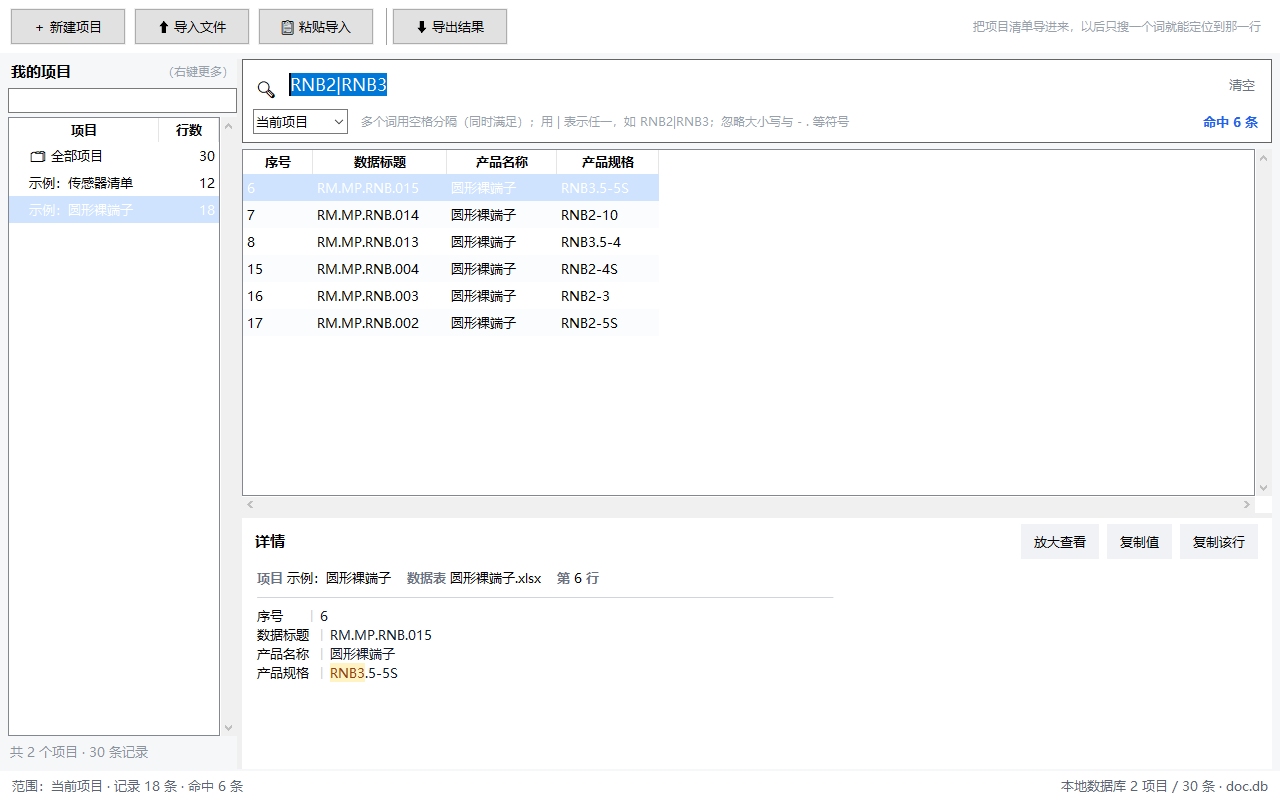 + 新建项目 ⬆ 导入文件 📋 粘贴导入 ⬇ 导出结果 把项目清单导进来，以后只搜一个词就能定位到那一行
我的项目 (右键更多)
项目 行数
全部项目 30
示例：传感器清单 12
示例：圆形裸端子 18
共 2 个项目 · 30 条记录
RNB2|RNB3 清空
当前项目 多个词用空格分隔（同时满足）；用 | 表示任一，如 RNB2|RNB3；忽略大小写与 - . 等符号 命中 6 条
序号 数据标题 产品名称 产品规格
6 RM.MP.RNB.015 圆形裸端子 RNB3.5-5S
7 RM.MP.RNB.014 圆形裸端子 RNB2-10
8 RM.MP.RNB.013 圆形裸端子 RNB3.5-4
15 RM.MP.RNB.004 圆形裸端子 RNB2-4S
16 RM.MP.RNB.003 圆形裸端子 RNB2-3
17 RM.MP.RNB.002 圆形裸端子 RNB2-5S
详情 放大查看 复制值 复制该行
项目 示例：圆形裸端子 数据表 圆形裸端子.xlsx 第 6 行
序号 | 6
数据标题 | RM.MP.RNB.015
产品名称 | 圆形裸端子
产品规格 | RNB3.5-5S
范围：当前项目 · 记录 18 条 · 命中 6 条 本地数据库 2 项目 / 30 条 · doc.db